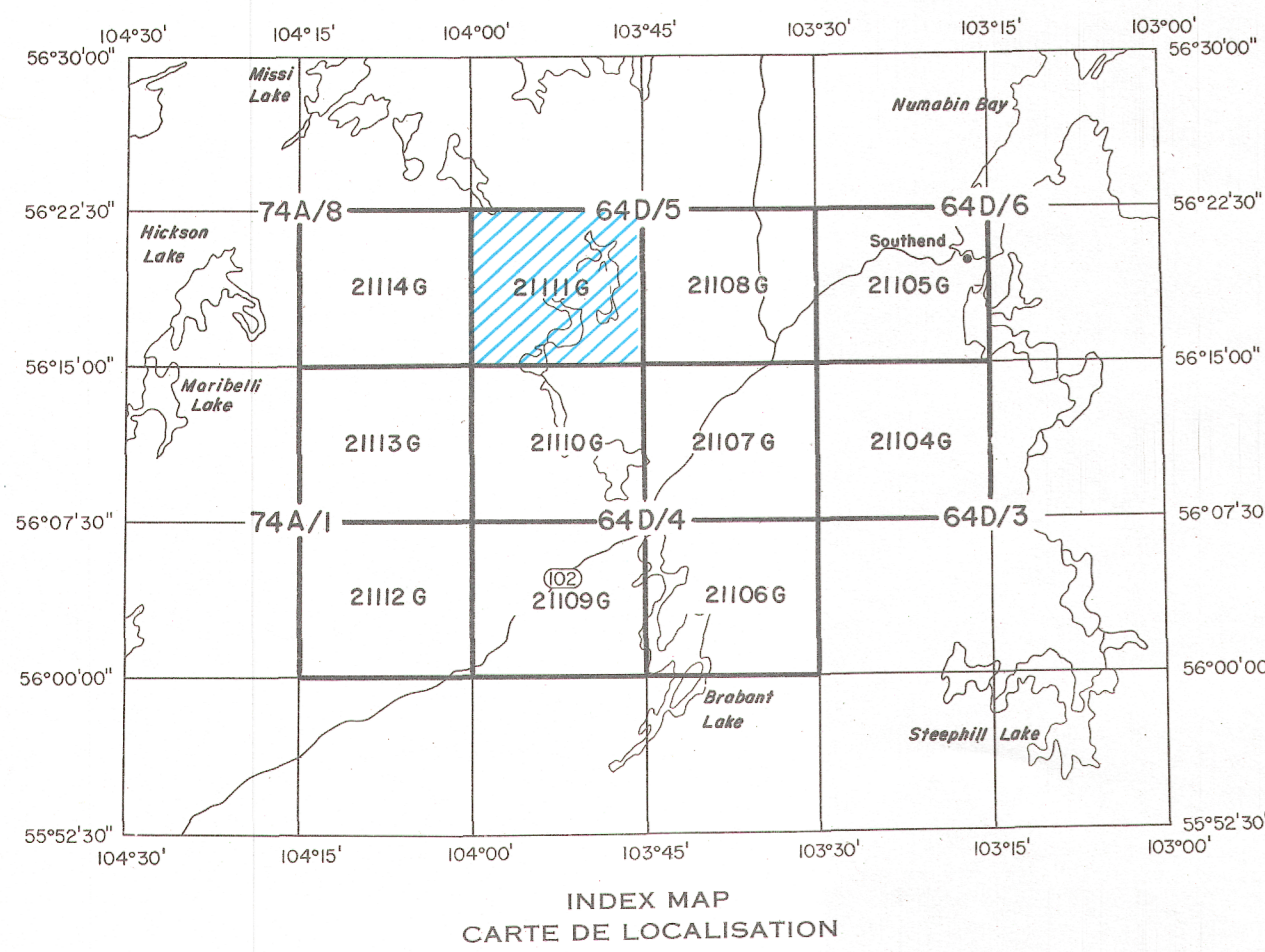 104°30' 104°15' 104°00' 103°45' 103°30' 103°15' 103°00'
56°30'00" 56°30'00"
Missi
Lake
Numabin Bay
56°22'30" 74A/8 64D/5 64D/6 56°22'30"
Hickson
Lake
Southend
21114G 21111G 21108G 21105G
56°15'00" 56°15'00"
Maribelli
Lake
21113G 21110G 21107G 21104G
56°07'30" 74A/1 64D/4 64D/3 56°07'30
102
21112G 21109G 21106G
56°00'00" 56°00'00
Brabant
Lake
Steephill Lake
55°52'30" 55°52'30
104°30' 104°15' 104°00' 103°45' 103°30' 103°15' 103°00'
INDEX MAP
CARTE DE LOCALISATION